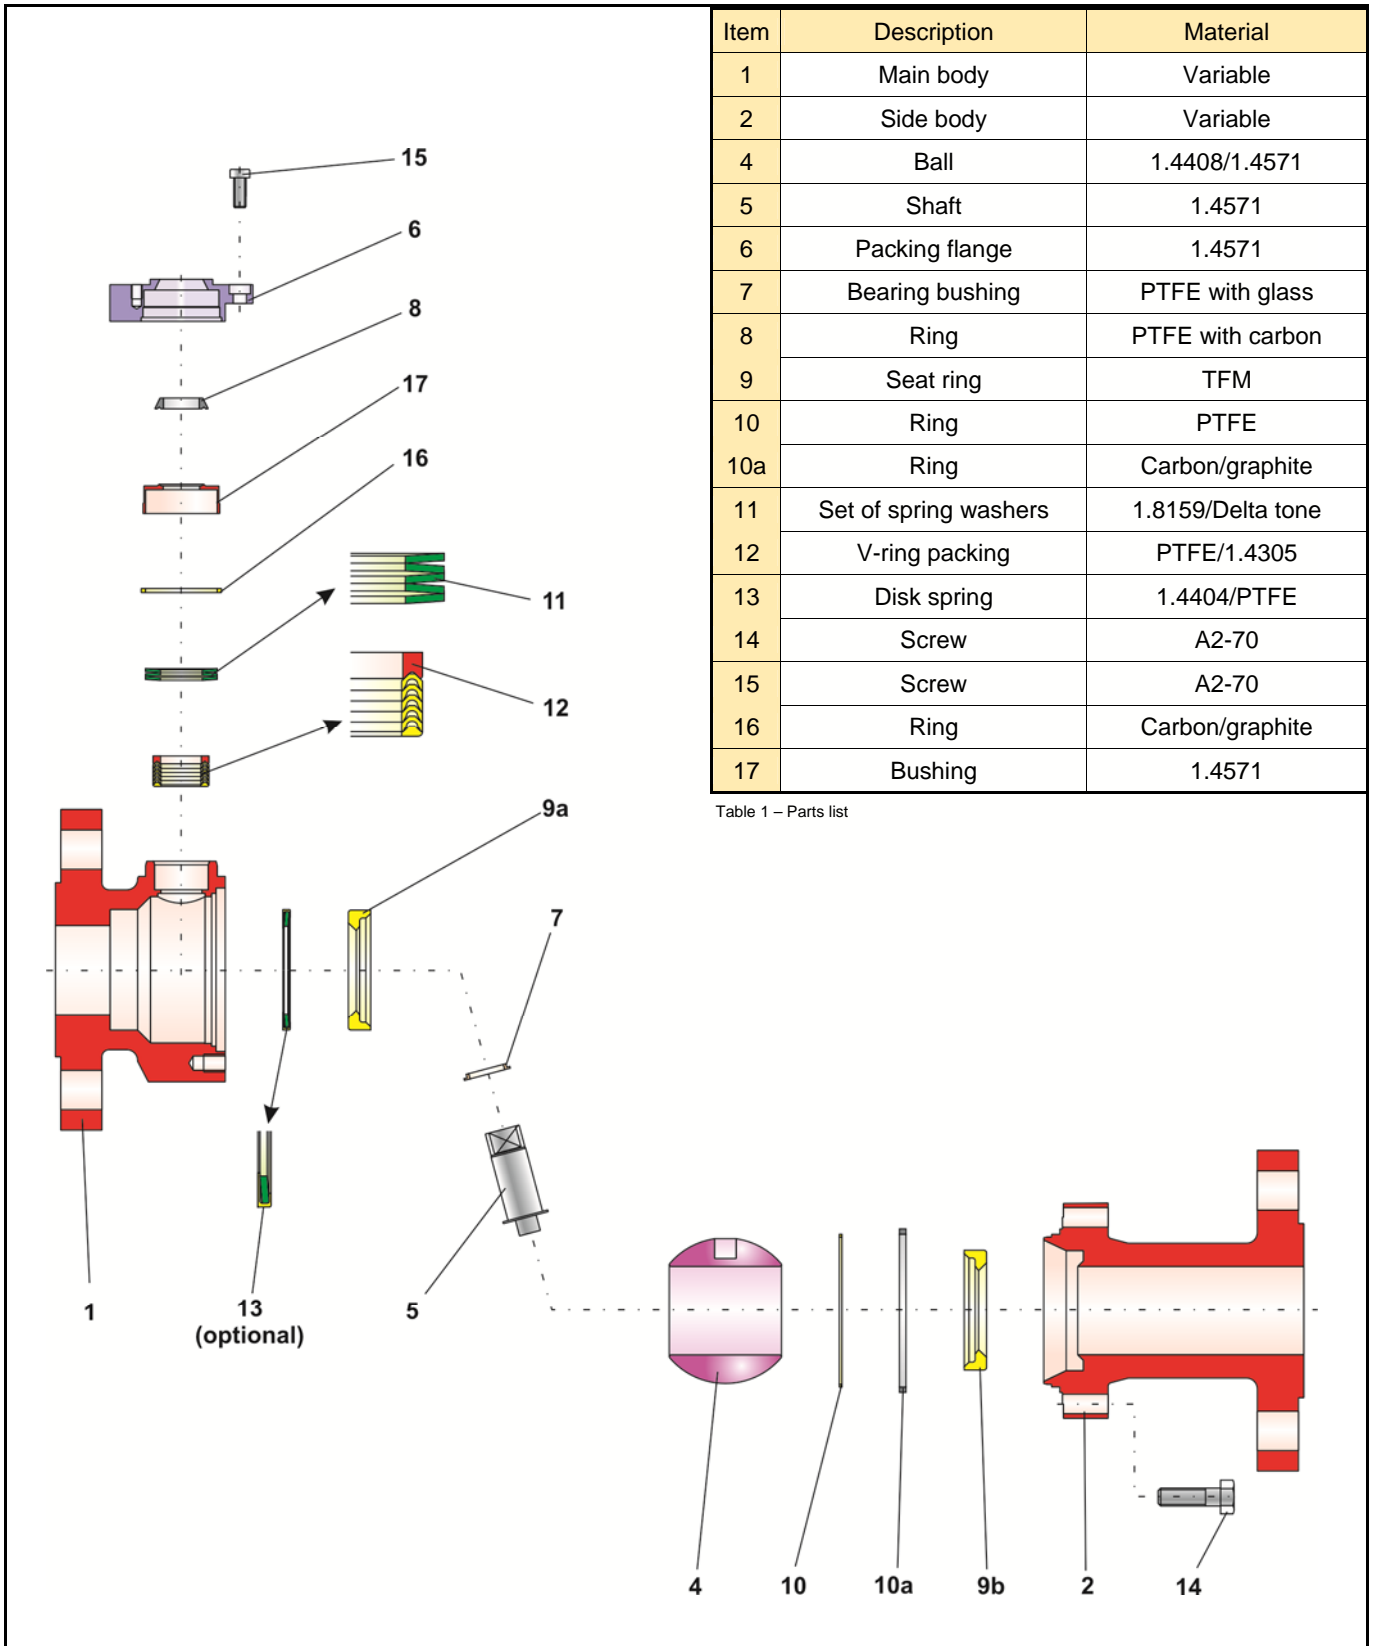 Item Description Material
1 Main body Variable
2 Side body Variable
4 Ball 1.4408/1.4571
5 Shaft 1.4571
6 Packing flange 1.4571
7 Bearing bushing PTFE with glass
8 Ring PTFE with carbon
9 Seat ring TFM
10 Ring PTFE
10a Ring Carbon/graphite
11 Set of spring washers 1.8159/Delta tone
12 V-ring packing PTFE/1.4305
13 Disk spring 1.4404/PTFE
14 Screw A2-70
15 Screw A2-70
16 Ring Carbon/graphite
17 Bushing 1.4571
Table 1 – Parts list
15
6
8
17
16
11
12
9a
7
1
13
(optional)
5
4
10
10a
9b
2
14